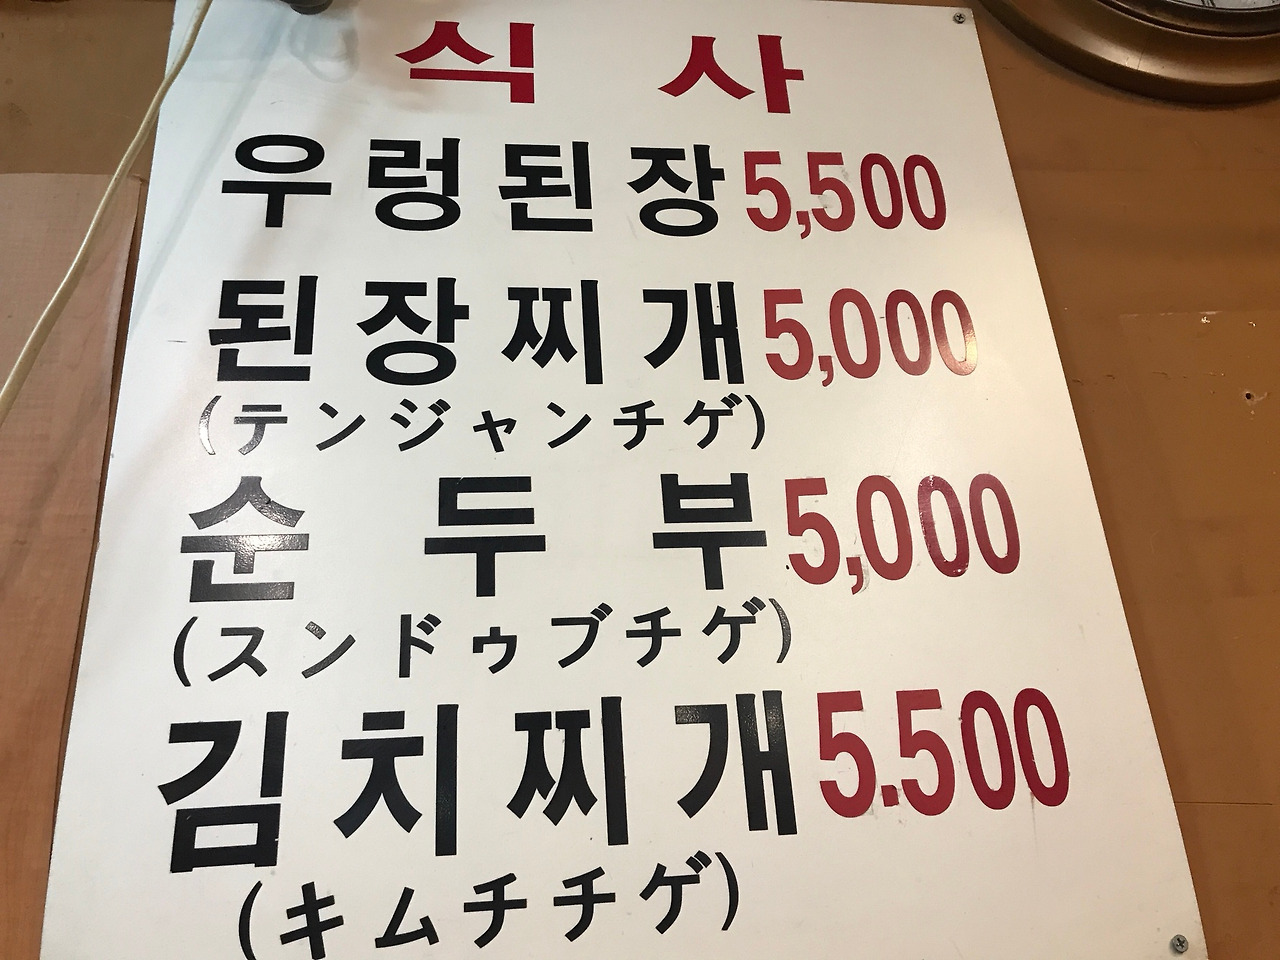 식 사
우렁된장 5,500
된장찌개 5,000
(テンジャンチゲ)
순두부 5,000
(スンドゥブチゲ)
김치찌개 5.500
(キムチチゲ)